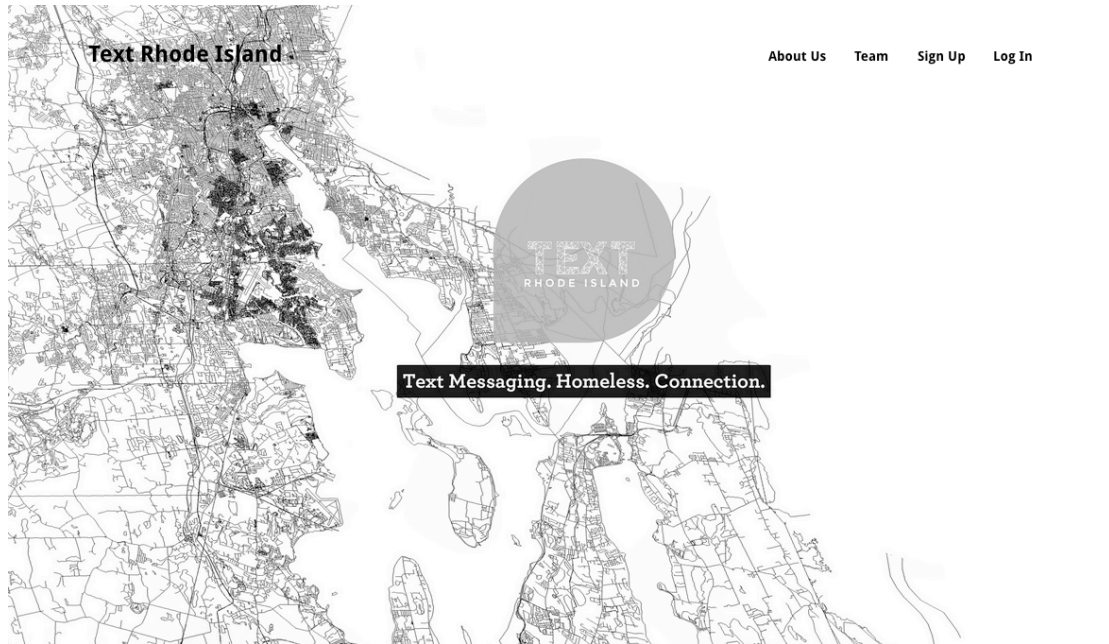 Text Rhode Island
About Us Team Sign Up Log In
TEXT
RHODE ISLAND
Text Messaging. Homeless. Connection.